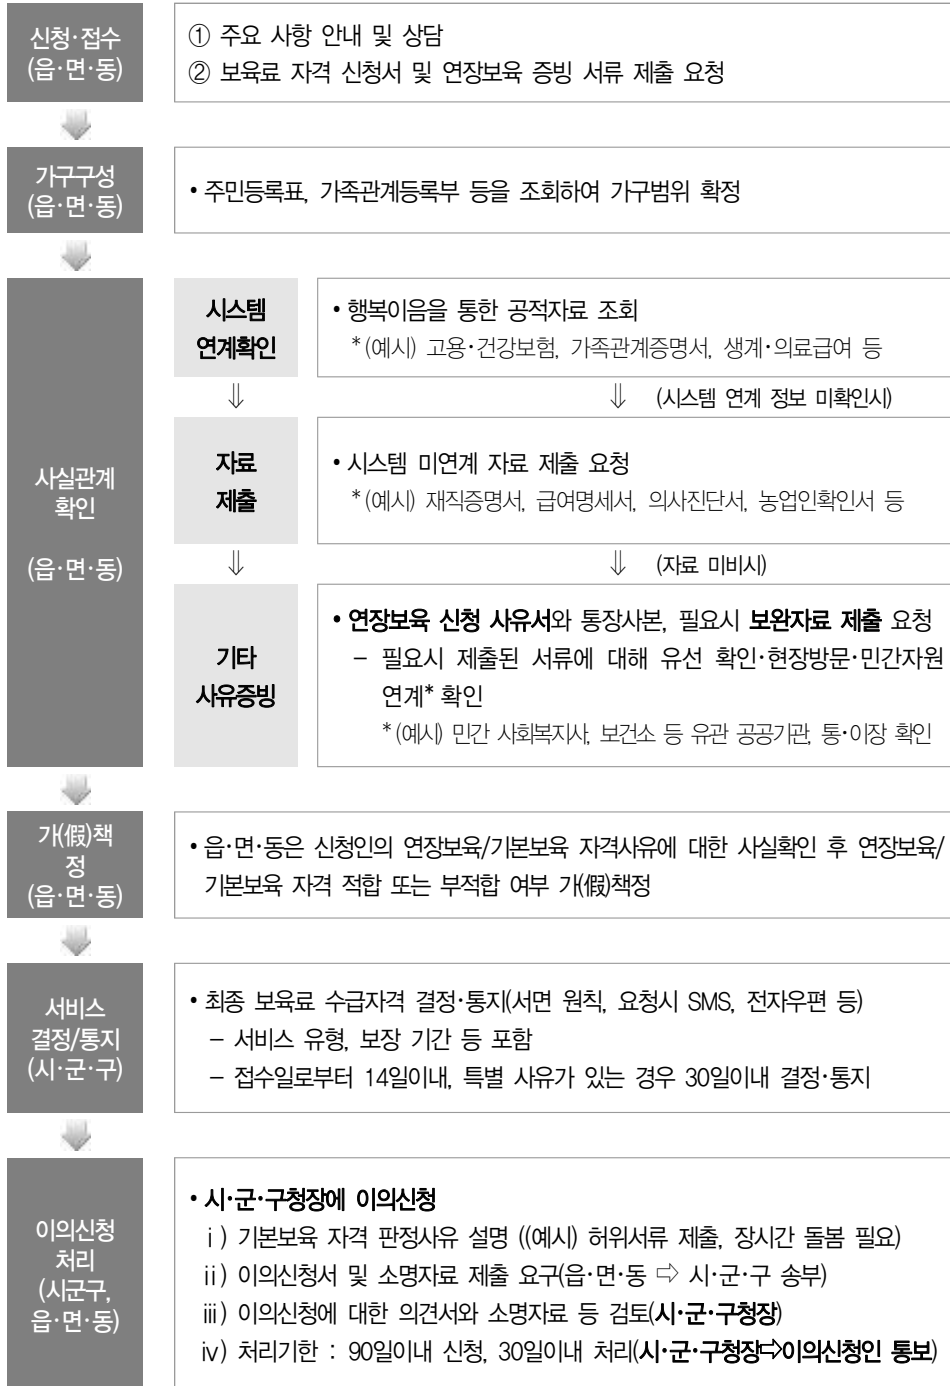 신청·접수
(읍·면·동)
① 주요 사항 안내 및 상담
② 보육료 자격 신청서 및 연장보육 증빙 서류 제출 요청
가구구성
(읍·면·동)
• 주민등록표, 가족관계등록부 등을 조회하여 가구범위 확정
사실관계
확인
(읍·면·동)
시스템
연계확인
• 행복이음을 통한 공적자료 조회
* (예시) 고용·건강보험, 가족관계증명서, 생계·의료급여 등
⇓
⇓ (시스템 연계 정보 미확인시)
자료
제출
• 시스템 미연계 자료 제출 요청
* (예시) 재직증명서, 급여명세서, 의사진단서, 농업인확인서 등
⇓
⇓ (자료 미비시)
기타
사유증빙
• 연장보육 신청 사유서와 통장사본, 필요시 보완자료 제출 요청
– 필요시 제출된 서류에 대해 유선 확인·현장방문·민간자원
연계* 확인
* (예시) 민간 사회복지사, 보건소 등 유관 공공기관, 통·이장 확인
가(假)책
정
(읍·면·동)
• 읍·면·동은 신청인의 연장보육/기본보육 자격사유에 대한 사실확인 후 연장보육/
기본보육 자격 적합 또는 부적합 여부 가(假)책정
서비스
결정/통지
(시·군·구)
• 최종 보육료 수급자격 결정·통지(서면 원칙, 요청시 SMS, 전자우편 등)
– 서비스 유형, 보장 기간 등 포함
– 접수일로부터 14일이내, 특별 사유가 있는 경우 30일이내 결정·통지
이의신청
처리
(시군구,
읍·면·동)
• 시·군·구청장에 이의신청
ⅰ) 기본보육 자격 판정사유 설명 ((예시) 허위서류 제출, 장시간 돌봄 필요)
ⅱ) 이의신청서 및 소명자료 제출 요구(읍·면·동 ⇨ 시·군·구 송부)
ⅲ) 이의신청에 대한 의견서와 소명자료 등 검토(시·군·구청장)
ⅳ) 처리기한 : 90일이내 신청, 30일이내 처리(시·군·구청장⇨이의신청인 통보)